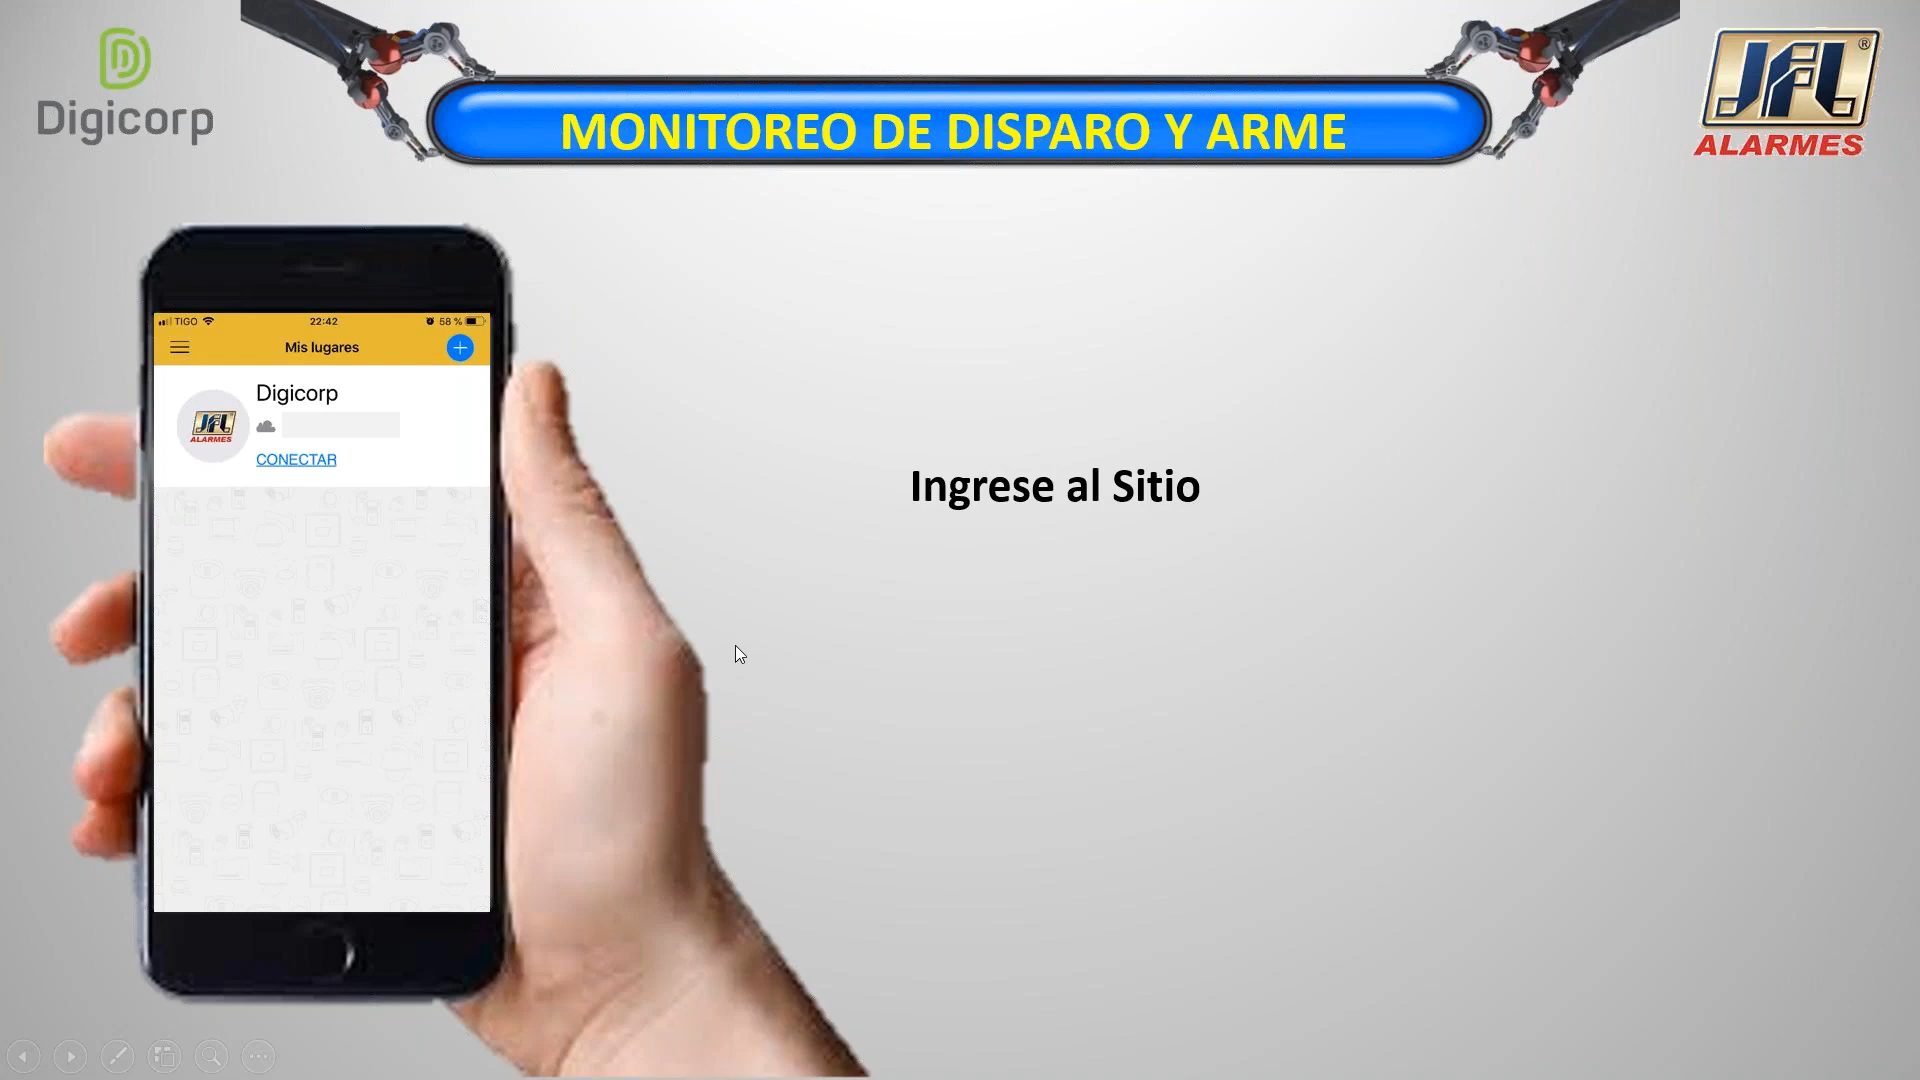 Digicorp
MONITOREO DE DISPARO Y ARME
JFL®
ALARMES
TIGO
22:42
58 %
Mis lugares
Digicorp
JFL
ALARMES
CONECTAR
Ingrese al Sitio